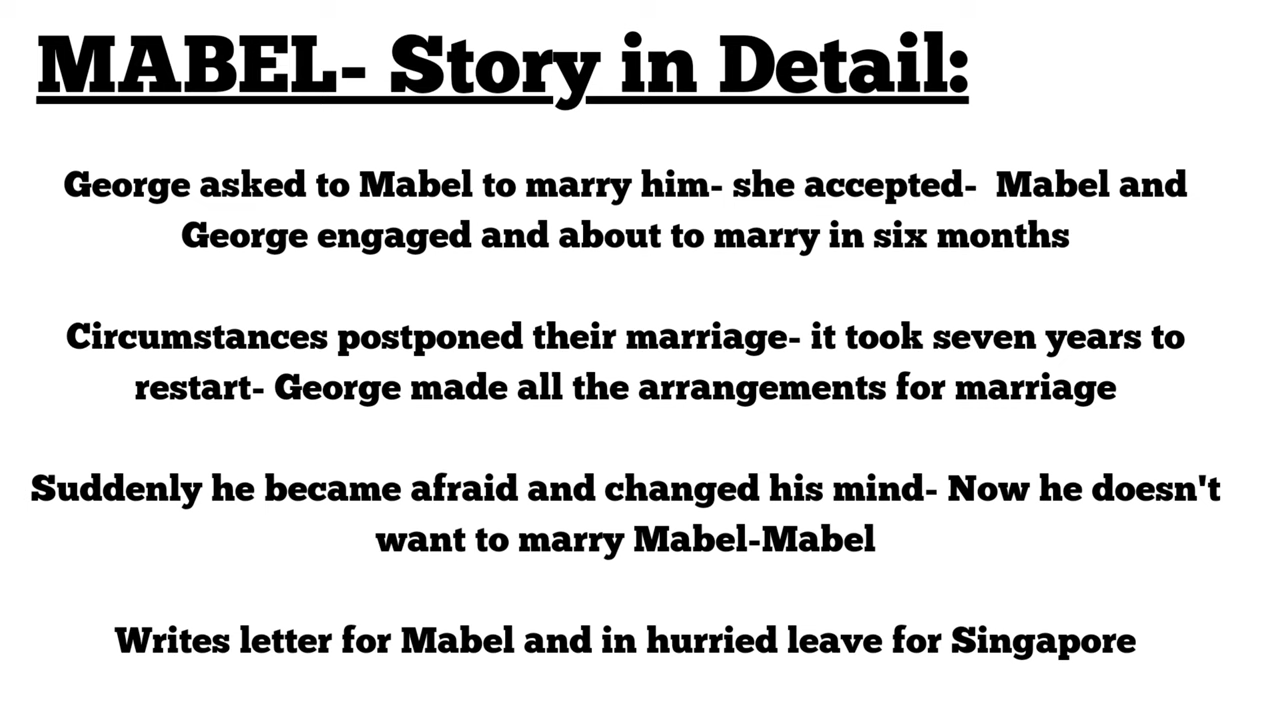 MABEL- Story in Detail:
George asked to Mabel to marry him- she accepted- Mabel and
George engaged and about to marry in six months
Circumstances postponed their marriage- it took seven years to
restart- George made all the arrangements for marriage
Suddenly he became afraid and changed his mind- Now he doesn't
want to marry Mabel-Mabel
Writes letter for Mabel and in hurried leave for Singapore